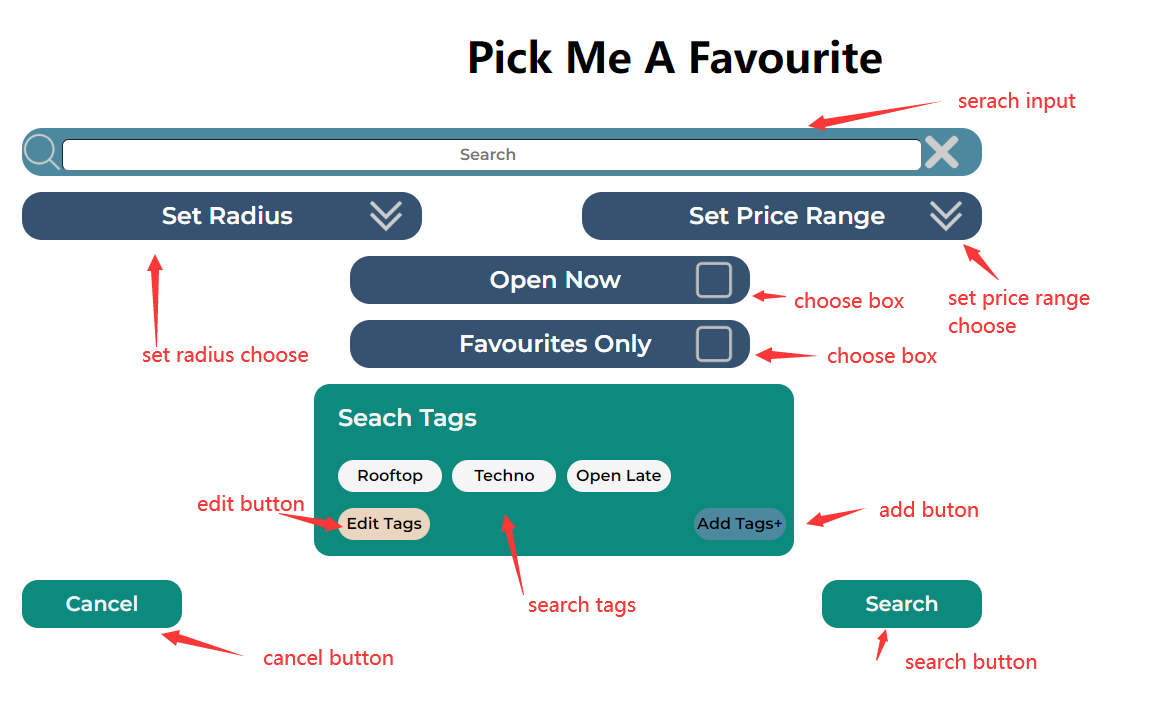 Pick Me A Favourite
serach input
Search
Set Radius
Set Price Range
Open Now
choose box
set price range
choose
set radius choose
Favourites Only
choose box
Seach Tags
Rooftop
Techno
Open Late
edit button
Edit Tags
Add Tags+
add buton
search tags
Cancel
Search
cancel button
search button